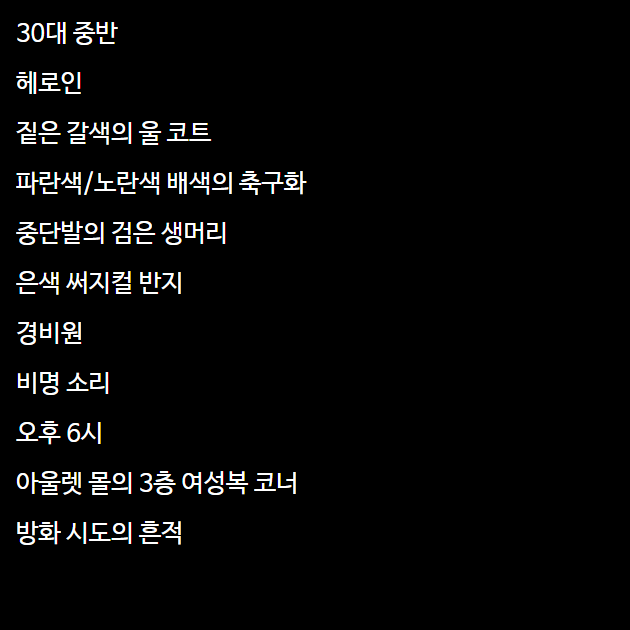 30대 중반
헤로인
짙은 갈색의 울 코트
파란색/노란색 배색의 축구화
중단발의 검은 생머리
은색 써지컬 반지
경비원
비명 소리
오후 6시
아울렛 몰의 3층 여성복 코너
방화 시도의 흔적